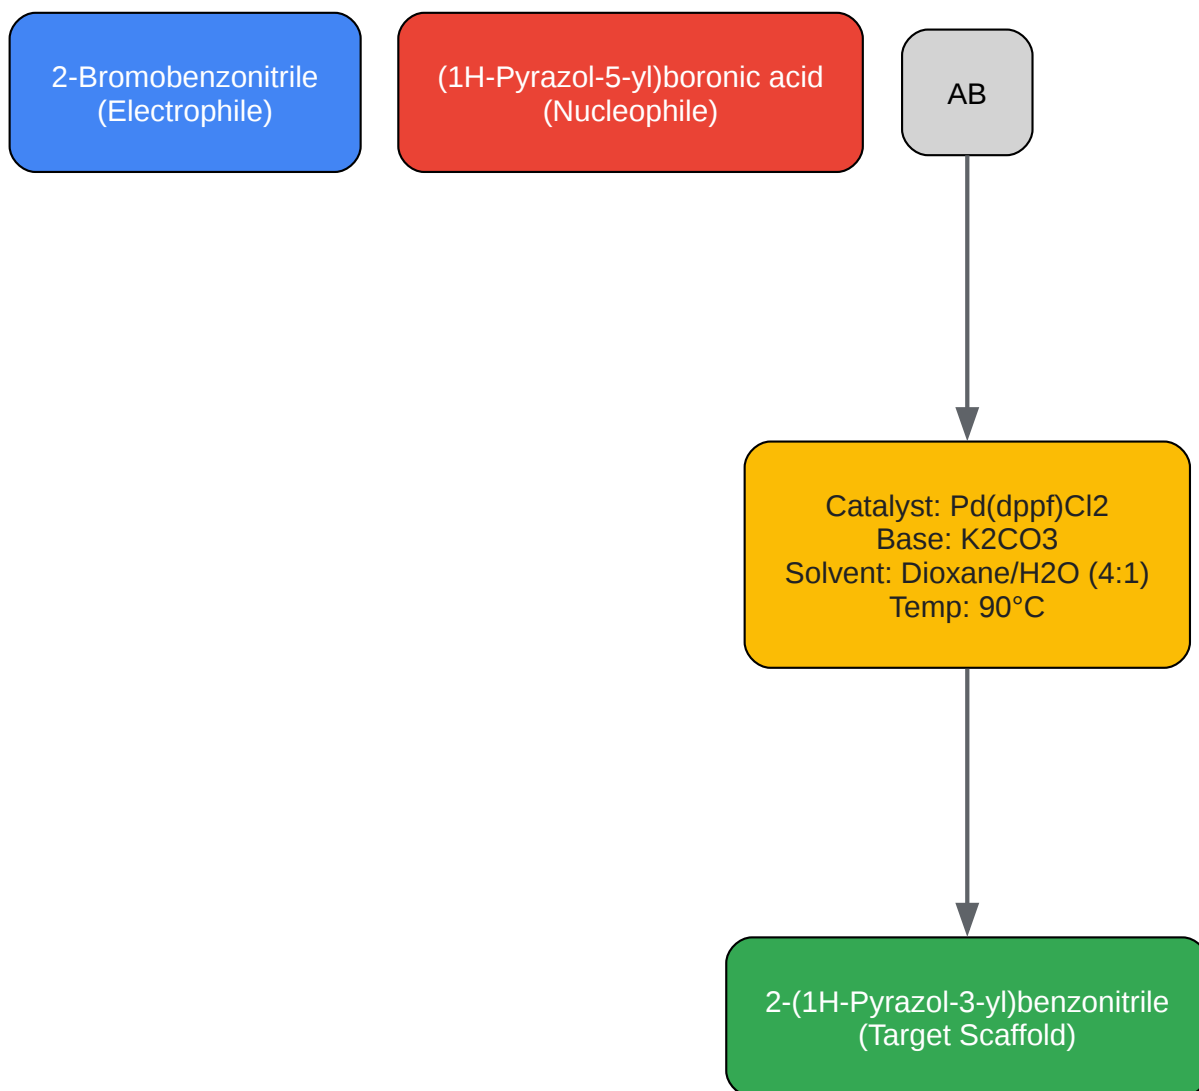 2-Bromobenzonitrile
(Electrophile)
(1H-Pyrazol-5-yl)boronic acid
(Nucleophile)
AB
Catalyst: Pd(dppf)Cl2
Base: K2CO3
Solvent: Dioxane/H2O (4:1)
Temp: 90°C
2-(1H-Pyrazol-3-yl)benzonitrile
(Target Scaffold)